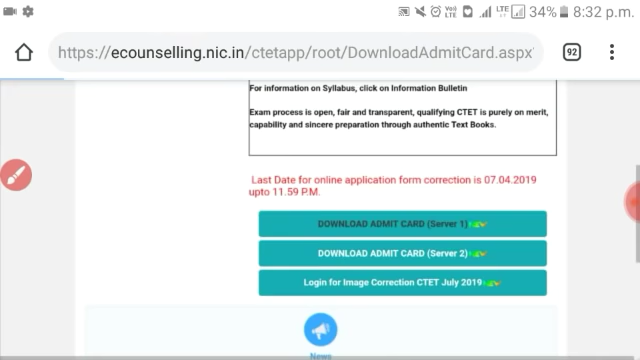 VoI) LTE LTE 34% 8:32 p.m.
https://ecounselling.nic.in/ctetapp/root/DownloadAdmitCard.aspx
92
For information on Syllabus, click on Information Bulletin
Exam process is open, fair and transparent, qualifying CTET is purely on merit,
capability and sincere preparation through authentic Text Books.
Last Date for online application form correction is 07.04.2019
upto 11.59 P.M.
DOWNLOAD ADMIT CARD (Server 1)
DOWNLOAD ADMIT CARD (Server 2)
Login for Image Correction CTET July 2019
News